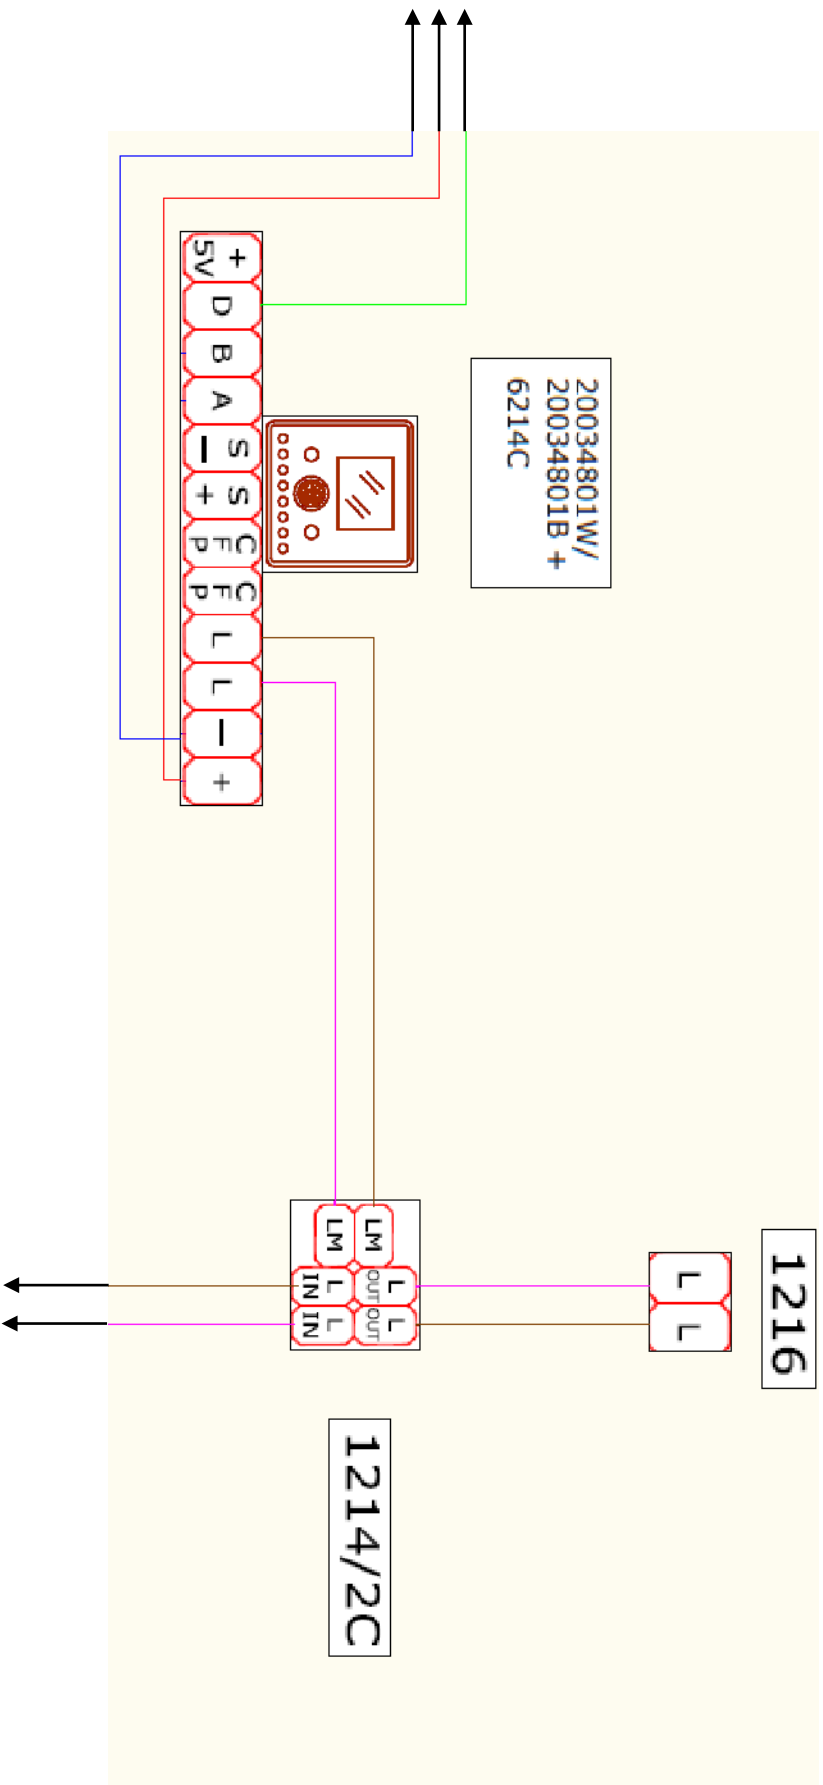 20034801W/
20034801B +
6214C
+ 5V
D
B
A
S −
S +
C F P
C F P
L
L
−
+
1216
L
L
LM
LM
L OUT
L OUT
L IN
L IN
1214/2C